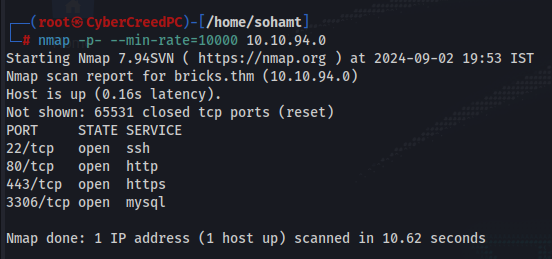 ┌──(root㉿CyberCreedPC)-[/home/sohamt]
└─# nmap -p- --min-rate=10000 10.10.94.0
Starting Nmap 7.94SVN ( https://nmap.org ) at 2024-09-02 19:53 IST
Nmap scan report for bricks.thm (10.10.94.0)
Host is up (0.16s latency).
Not shown: 65531 closed tcp ports (reset)
PORT     STATE SERVICE
22/tcp   open  ssh
80/tcp   open  http
443/tcp  open  https
3306/tcp open  mysql
Nmap done: 1 IP address (1 host up) scanned in 10.62 seconds